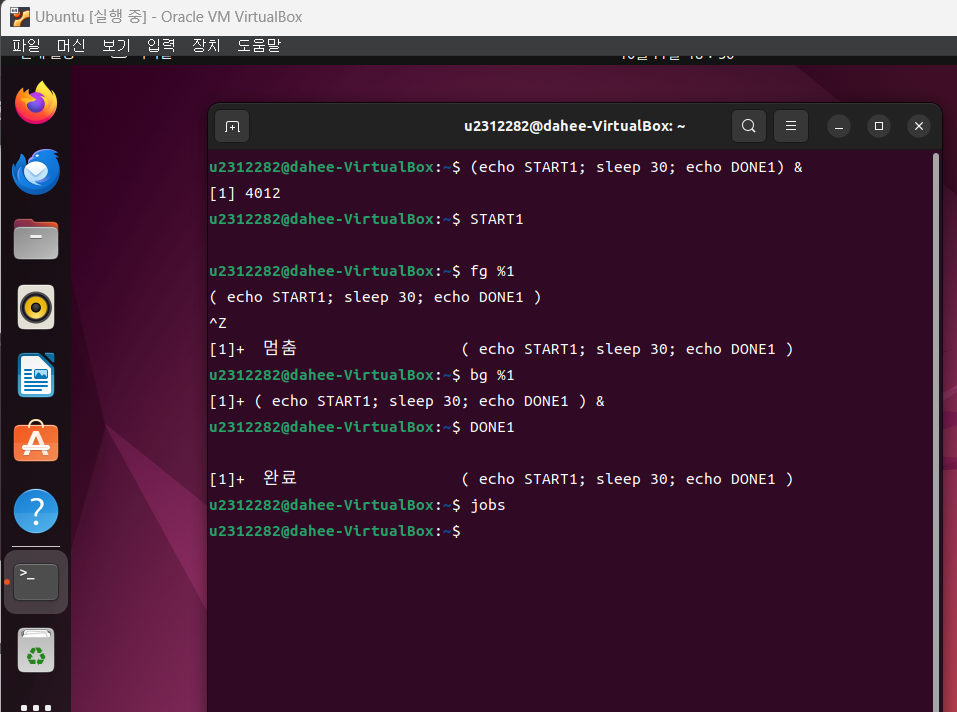 Ubuntu [실행 중] - Oracle VM VirtualBox
파일 머신 보기 입력 장치 도움말
u2312282@dahee-VirtualBox: ~
u2312282@dahee-VirtualBox:~$ (echo START1; sleep 30; echo DONE1) &
[1] 4012
u2312282@dahee-VirtualBox:~$ START1
u2312282@dahee-VirtualBox:~$ fg %1
( echo START1; sleep 30; echo DONE1 )
^Z
[1]+  멈춤                  ( echo START1; sleep 30; echo DONE1 )
u2312282@dahee-VirtualBox:~$ bg %1
[1]+ ( echo START1; sleep 30; echo DONE1 ) &
u2312282@dahee-VirtualBox:~$ DONE1
[1]+  완료                  ( echo START1; sleep 30; echo DONE1 )
u2312282@dahee-VirtualBox:~$ jobs
u2312282@dahee-VirtualBox:~$